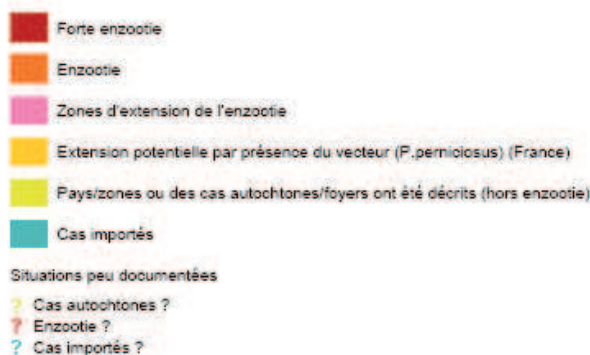 Forte enzootie
Enzootie
Zones d'extension de l'enzootie
Extension potentielle par présence du vecteur (P.perniciosus) (France)
Pays/zones ou des cas autochtones/foyers ont été décrits (hors enzootie)
Cas importés
Situations peu documentées
? Cas autochtones ?
? Enzootie ?
? Cas importés ?